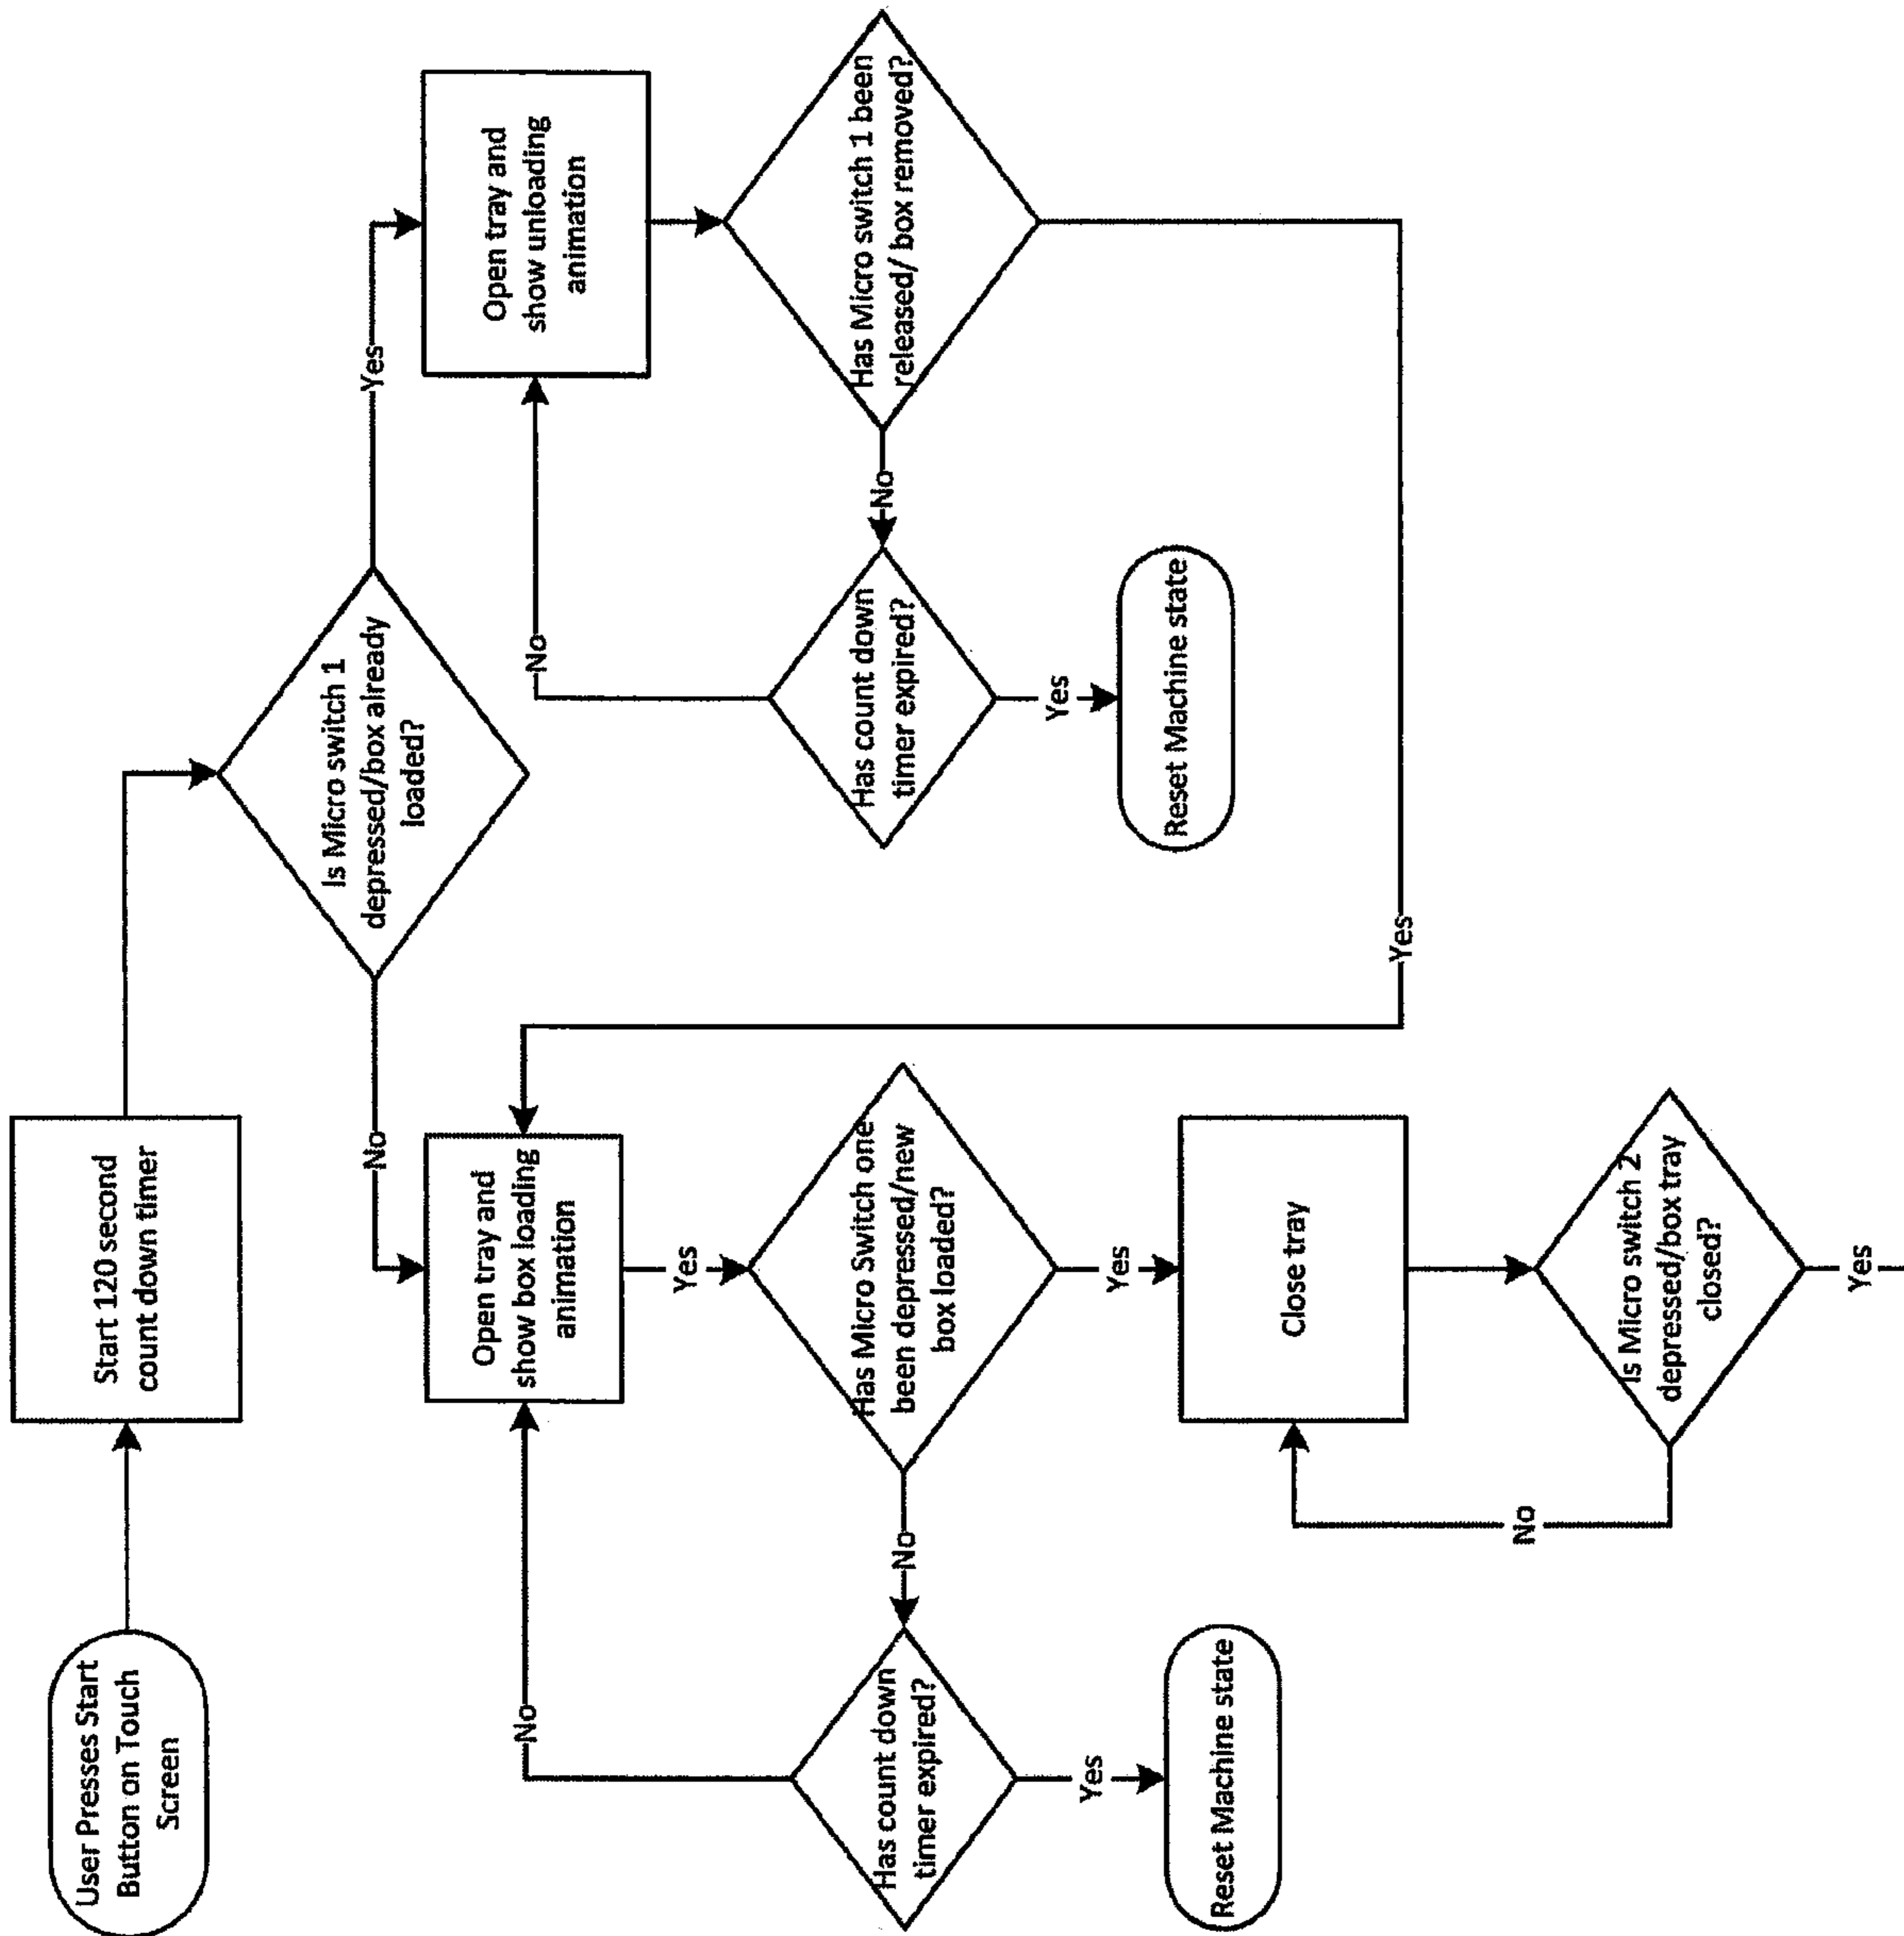 User Presses Start
Button on Touch
Screen
Start 120 second
count down timer
Is Micro switch 1
depressed/box already
loaded?
No
Yes
Open tray and
show box loading
animation
Open tray and
show unloading
animation
No
No
Yes
Has Micro Switch one
been depressed/new
box loaded?
Has Micro switch 1 been
released/ box removed?
No
No
Has count down
timer expired?
Has count down
timer expired?
Yes
Yes
Yes
Reset Machine state
Reset Machine state
Close tray
Yes
No
Is Micro switch 2
depressed/box tray
closed?
Yes